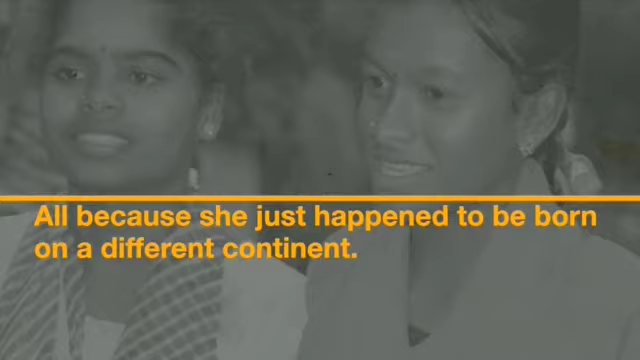 All because she just happened to be born
on a different continent.